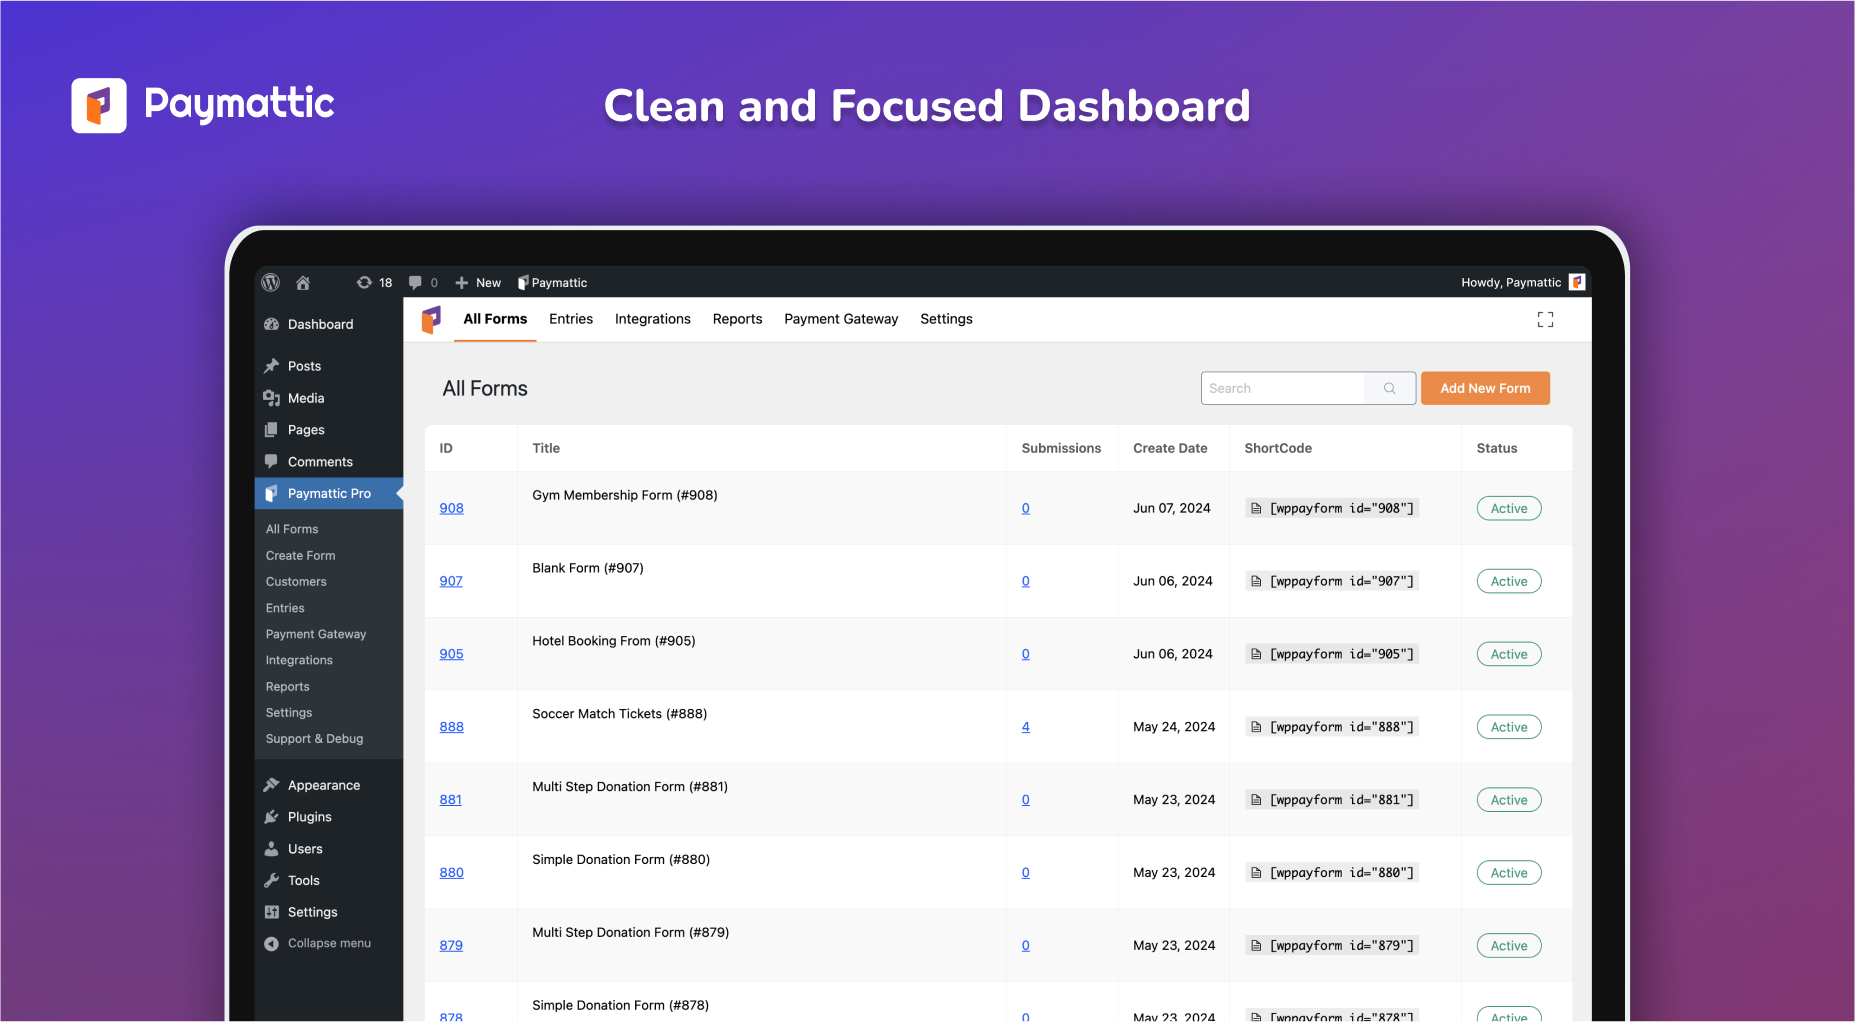 Paymattic
Clean and Focused Dashboard
18 0 New Paymattic Howdy, Paymattic
Dashboard
Posts
Media
Pages
Comments
Paymattic Pro
All Forms
Create Form
Customers
Entries
Payment Gateway
Integrations
Reports
Settings
Support & Debug
Appearance
Plugins
Users
Tools
Settings
Collapse menu
All Forms Entries Integrations Reports Payment Gateway Settings
All Forms Search Add New Form
ID Title Submissions Create Date ShortCode Status
908 Gym Membership Form (#908) 0 Jun 07, 2024 [wppayform id="908"] Active
907 Blank Form (#907) 0 Jun 06, 2024 [wppayform id="907"] Active
905 Hotel Booking From (#905) 0 Jun 06, 2024 [wppayform id="905"] Active
888 Soccer Match Tickets (#888) 4 May 24, 2024 [wppayform id="888"] Active
881 Multi Step Donation Form (#881) 0 May 23, 2024 [wppayform id="881"] Active
880 Simple Donation Form (#880) 0 May 23, 2024 [wppayform id="880"] Active
879 Multi Step Donation Form (#879) 0 May 23, 2024 [wppayform id="879"] Active
878 Simple Donation Form (#878) 0 May 23, 2024 [wppayform id="878"] Active